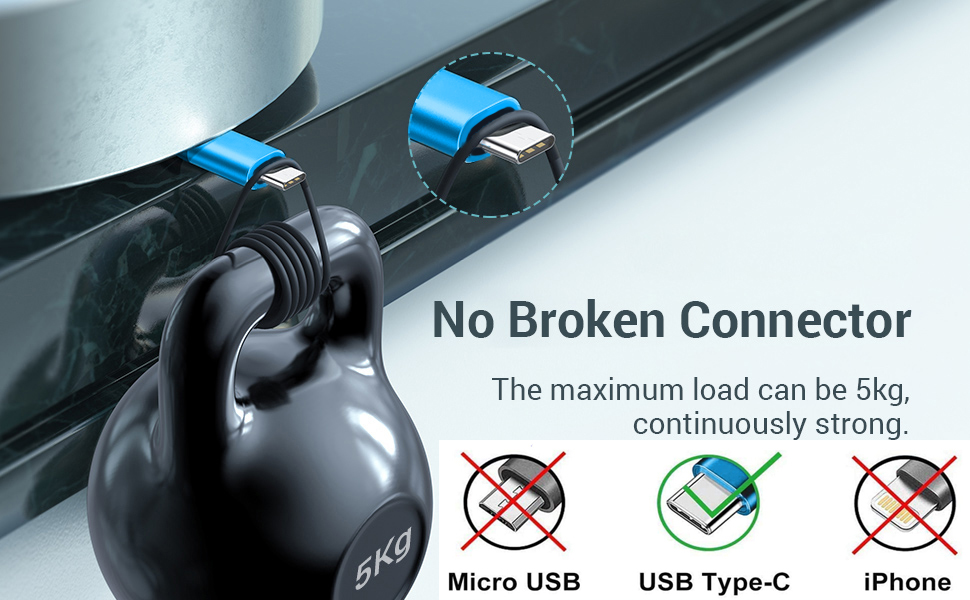 No Broken Connector
The maximum load can be 5kg,
continuously strong.
5Kg
Micro USB
USB Type-C
iPhone